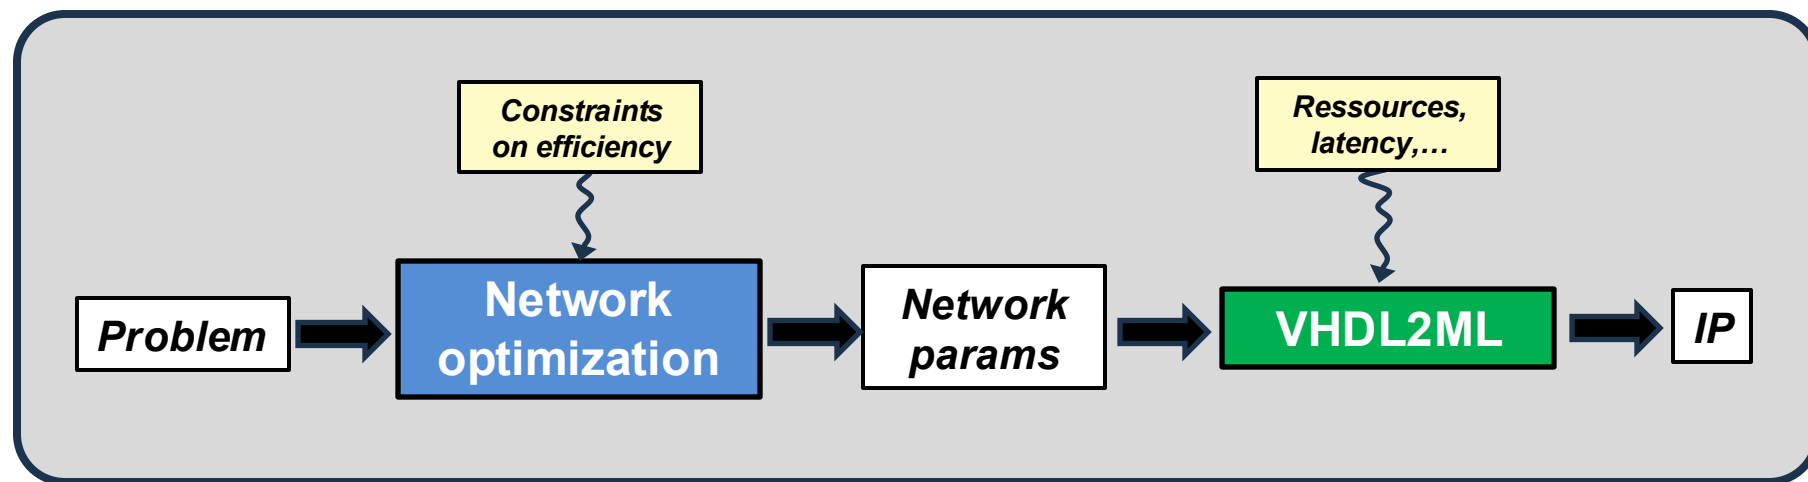 Constraints
on efficiency
Ressources,
latency,…
Problem
Network
optimization
Network
params
VHDL2ML
IP